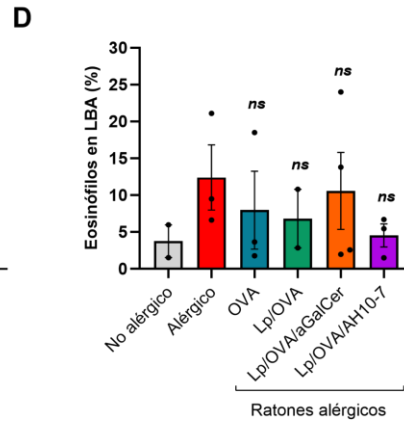 D
Eosinófilos en LBA (%)
30
25
20
15
10
5
0
ns
ns
ns
ns
No alérgico
Alérgico
OVA
Lp/OVA
Lp/OVA/aGalCer
Lp/OVA/AH10-7
Ratones alérgicos